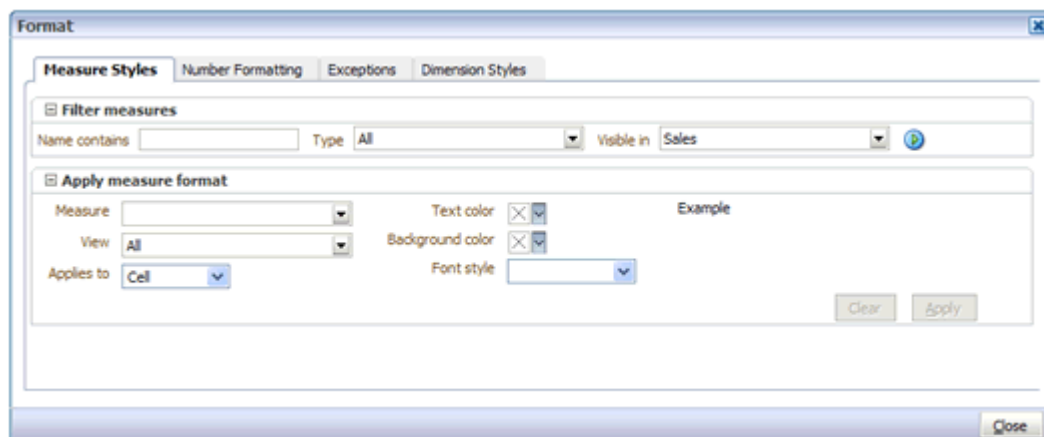 Format
Measure Styles Number Formatting Exceptions Dimension Styles
Filter measures
Name contains Type All Visible in Sales
Apply measure format
Measure Text color Example
View All Background color
Applies to Cell Font style
Clear Apply
Close